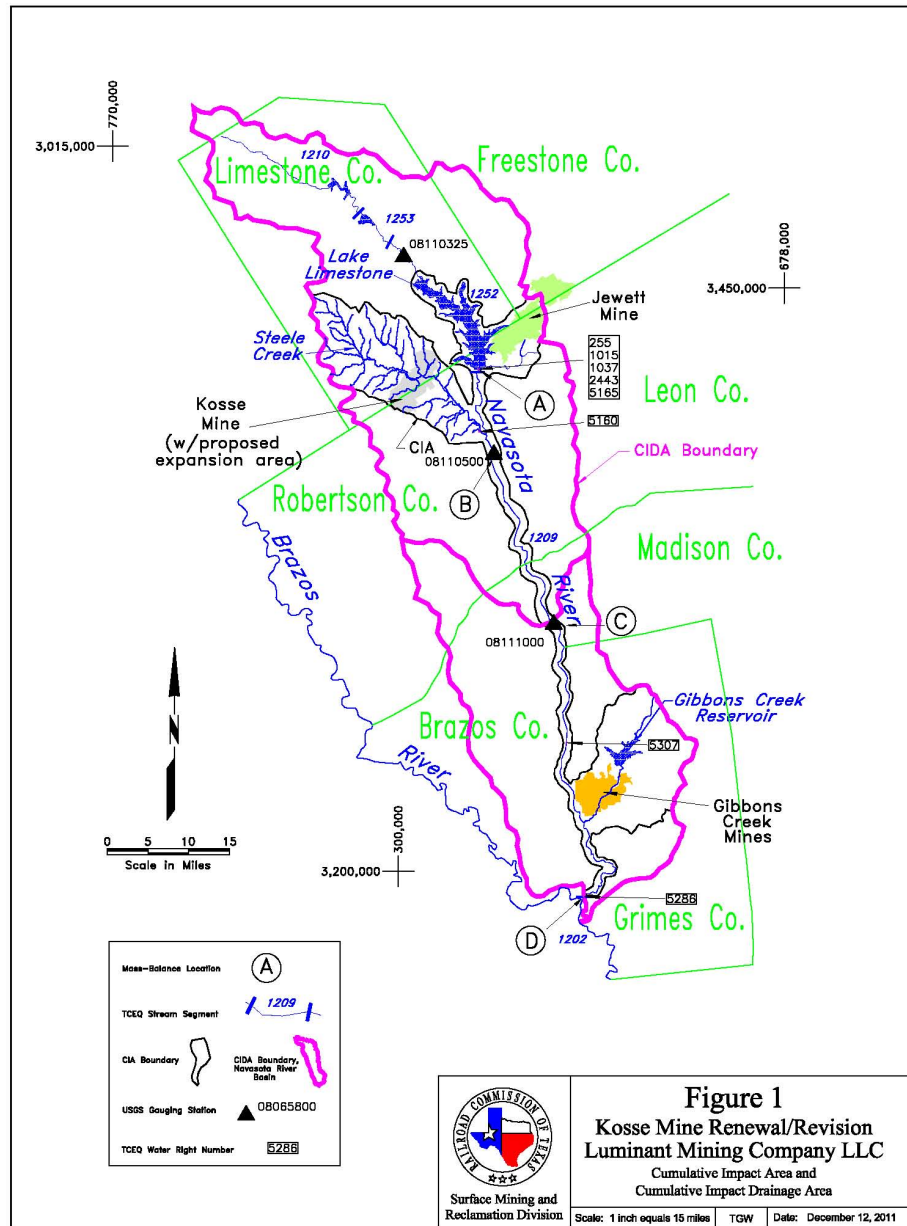 770,000
3,015,000
1210
Limestone Co.
Freestone Co.
1253
08110325
678,000
Lake
Limestone
1252
3,450,000
Jewett
Mine
Steele
Creek
255
1015
1037
2443
5165
A
Leon Co.
Kosse
Mine
(w/proposed
expansion area)
Navasota
5160
CIA
08110500
CIDA Boundary
B
Robertson Co.
1209
Madison Co.
Brazos
River
C
08111000
Gibbons Creek
Reservoir
Brazos Co.
5307
River
N
Gibbons
Creek
Mines
0 5 10 15
Scale in Miles
300,000
3,200,000
5286
Grimes Co.
D
1202
Mass-Balance Location
A
TCEQ Stream Segment
1209
CIA Boundary
CIDA Boundary,
Navasota River
Basin
USGS Gauging Station
08065800
TCEQ Water Right Number
5286
RAILROAD COMMISSION OF TEXAS
Surface Mining and
Reclamation Division
Figure 1
Kosse Mine Renewal/Revision
Luminant Mining Company LLC
Cumulative Impact Area and
Cumulative Impact Drainage Area
Scale: 1 inch equals 15 miles TGW Date: December 12, 2011